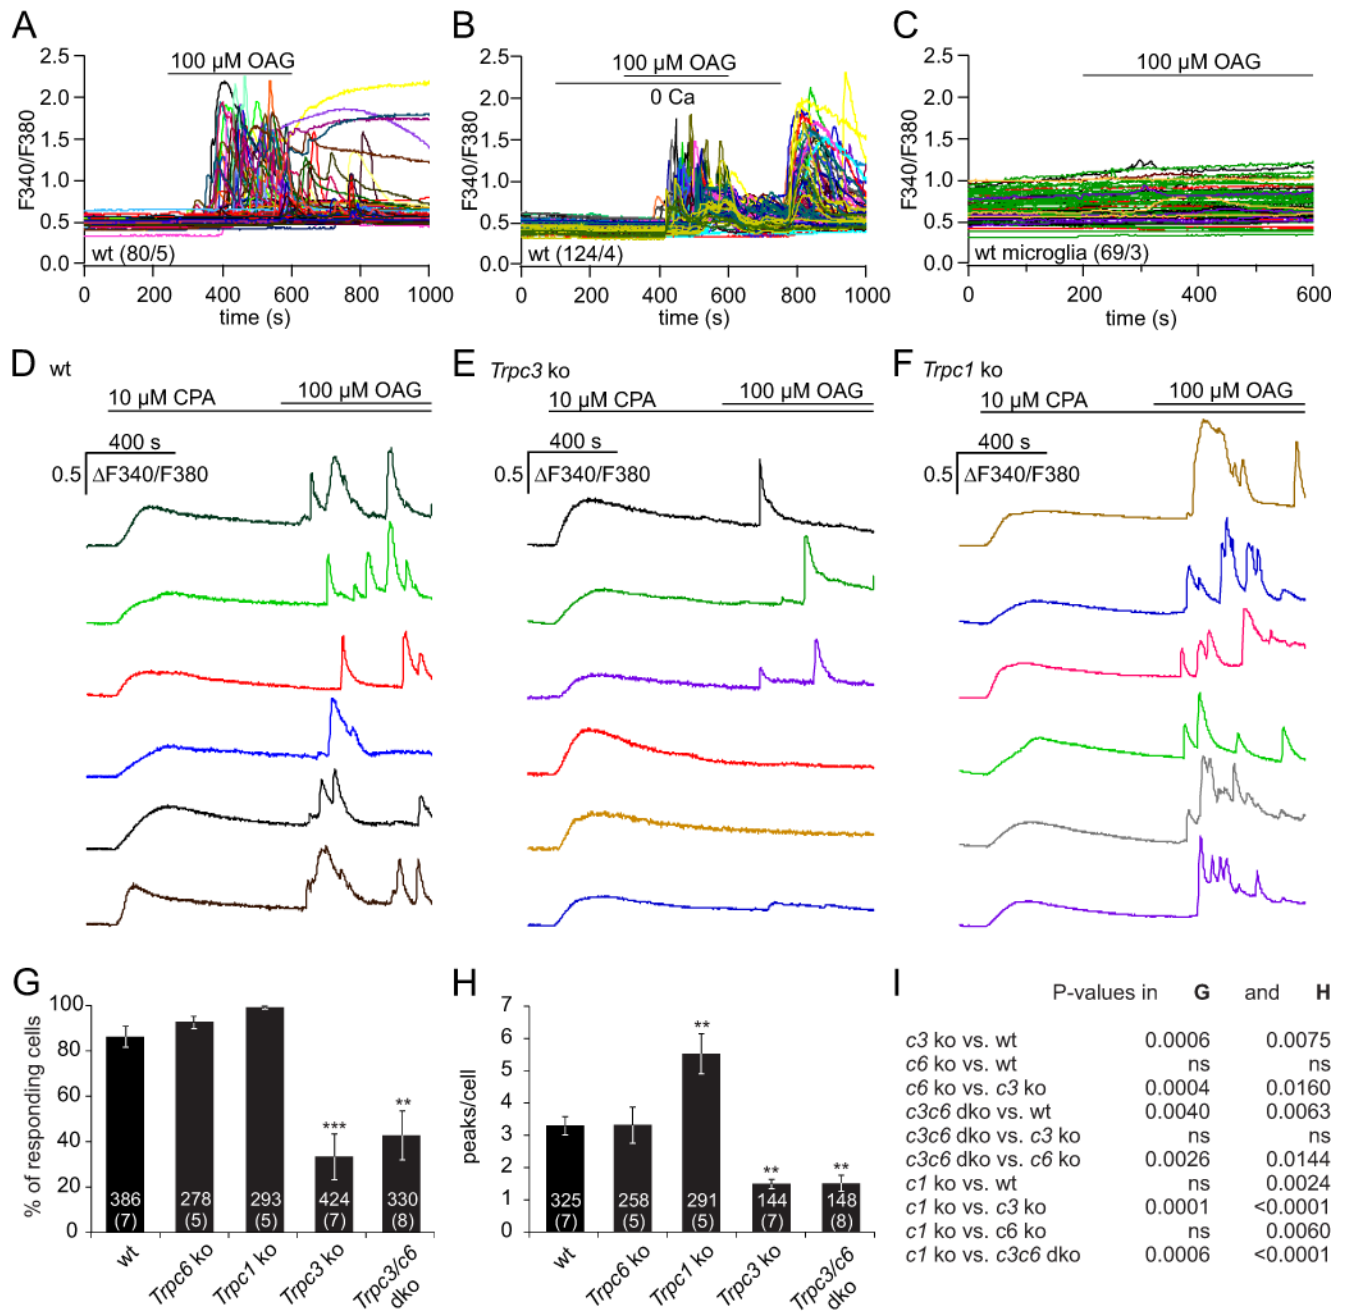 A
2.5
2.0
1.5
1.0
0.5
0.0
F340/F380
100 µM OAG
wt (80/5)
0 200 400 600 800 1000
time (s)
B
2.5
2.0
1.5
1.0
0.5
0.0
F340/F380
100 µM OAG
0 Ca
wt (124/4)
0 200 400 600 800 1000
time (s)
C
2.5
2.0
1.5
1.0
0.5
0.0
F340/F380
100 µM OAG
wt microglia (69/3)
0 200 400 600
time (s)
D wt
100 µM OAG
10 µM CPA
400 s
0.5 ΔF340/F380
E Trpc3 ko
100 µM OAG
10 µM CPA
400 s
0.5 ΔF340/F380
F Trpc1 ko
100 µM OAG
10 µM CPA
400 s
0.5 ΔF340/F380
G
100
80
60
40
20
0
% of responding cells
*** **
386 278 293 424 330
(7) (5) (5) (7) (8)
wt
Trpc6 ko
Trpc1 ko
Trpc3 ko
Trpc3/c6
dko
H
7
6
5
4
3
2
1
0
peaks/cell
** ** **
325 258 291 144 148
(7) (5) (5) (7) (8)
wt
Trpc6 ko
Trpc1 ko
Trpc3 ko
Trpc3/c6
dko
I
P-values in G and H
c3 ko vs. wt 0.0006 0.0075
c6 ko vs. wt ns ns
c6 ko vs. c3 ko 0.0004 0.0160
c3c6 dko vs. wt 0.0040 0.0063
c3c6 dko vs. c3 ko ns ns
c3c6 dko vs. c6 ko 0.0026 0.0144
c1 ko vs. wt ns 0.0024
c1 ko vs. c3 ko 0.0001 <0.0001
c1 ko vs. c6 ko ns 0.0060
c1 ko vs. c3c6 dko 0.0006 <0.0001